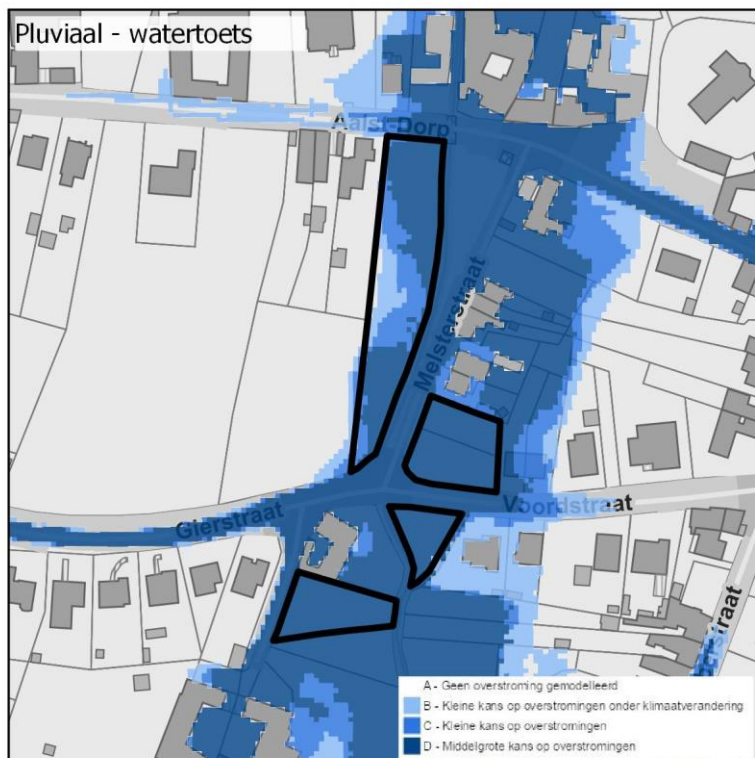 Pluviaal - watertoets
Aalst-Dorp
Melsterstraat
Gierstraat
Voordstraat
A - Geen overstroming gemodelleerd
B - Kleine kans op overstromingen onder klimaatverandering
C - Kleine kans op overstromingen
D - Middelgrote kans op overstromingen